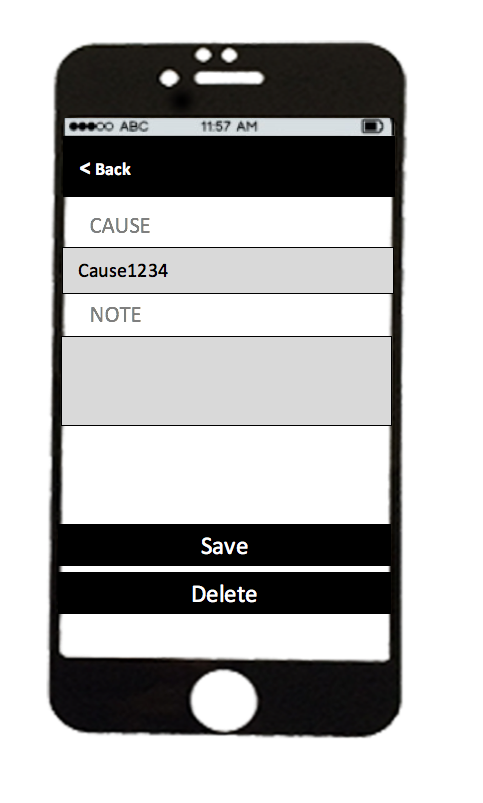 ABC 11:57 AM
< Back
CAUSE
Cause1234
NOTE
Save
Delete